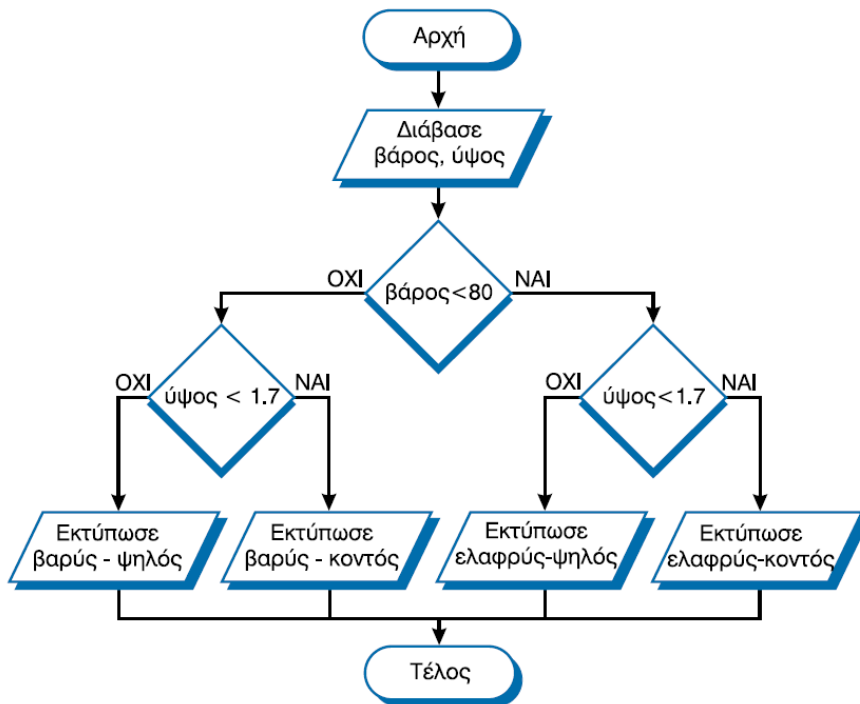 Αρχή
Διάβασε
βάρος, ύψος
ΟΧΙ
βάρος<80
ΝΑΙ
ΟΧΙ
ύψος < 1.7
ΝΑΙ
ΟΧΙ
ύψος<1.7
ΝΑΙ
Εκτύπωσε
βαρύς - ψηλός
Εκτύπωσε
βαρύς - κοντός
Εκτύπωσε
ελαφρύς-ψηλός
Εκτύπωσε
ελαφρύς-κοντός
Τέλος